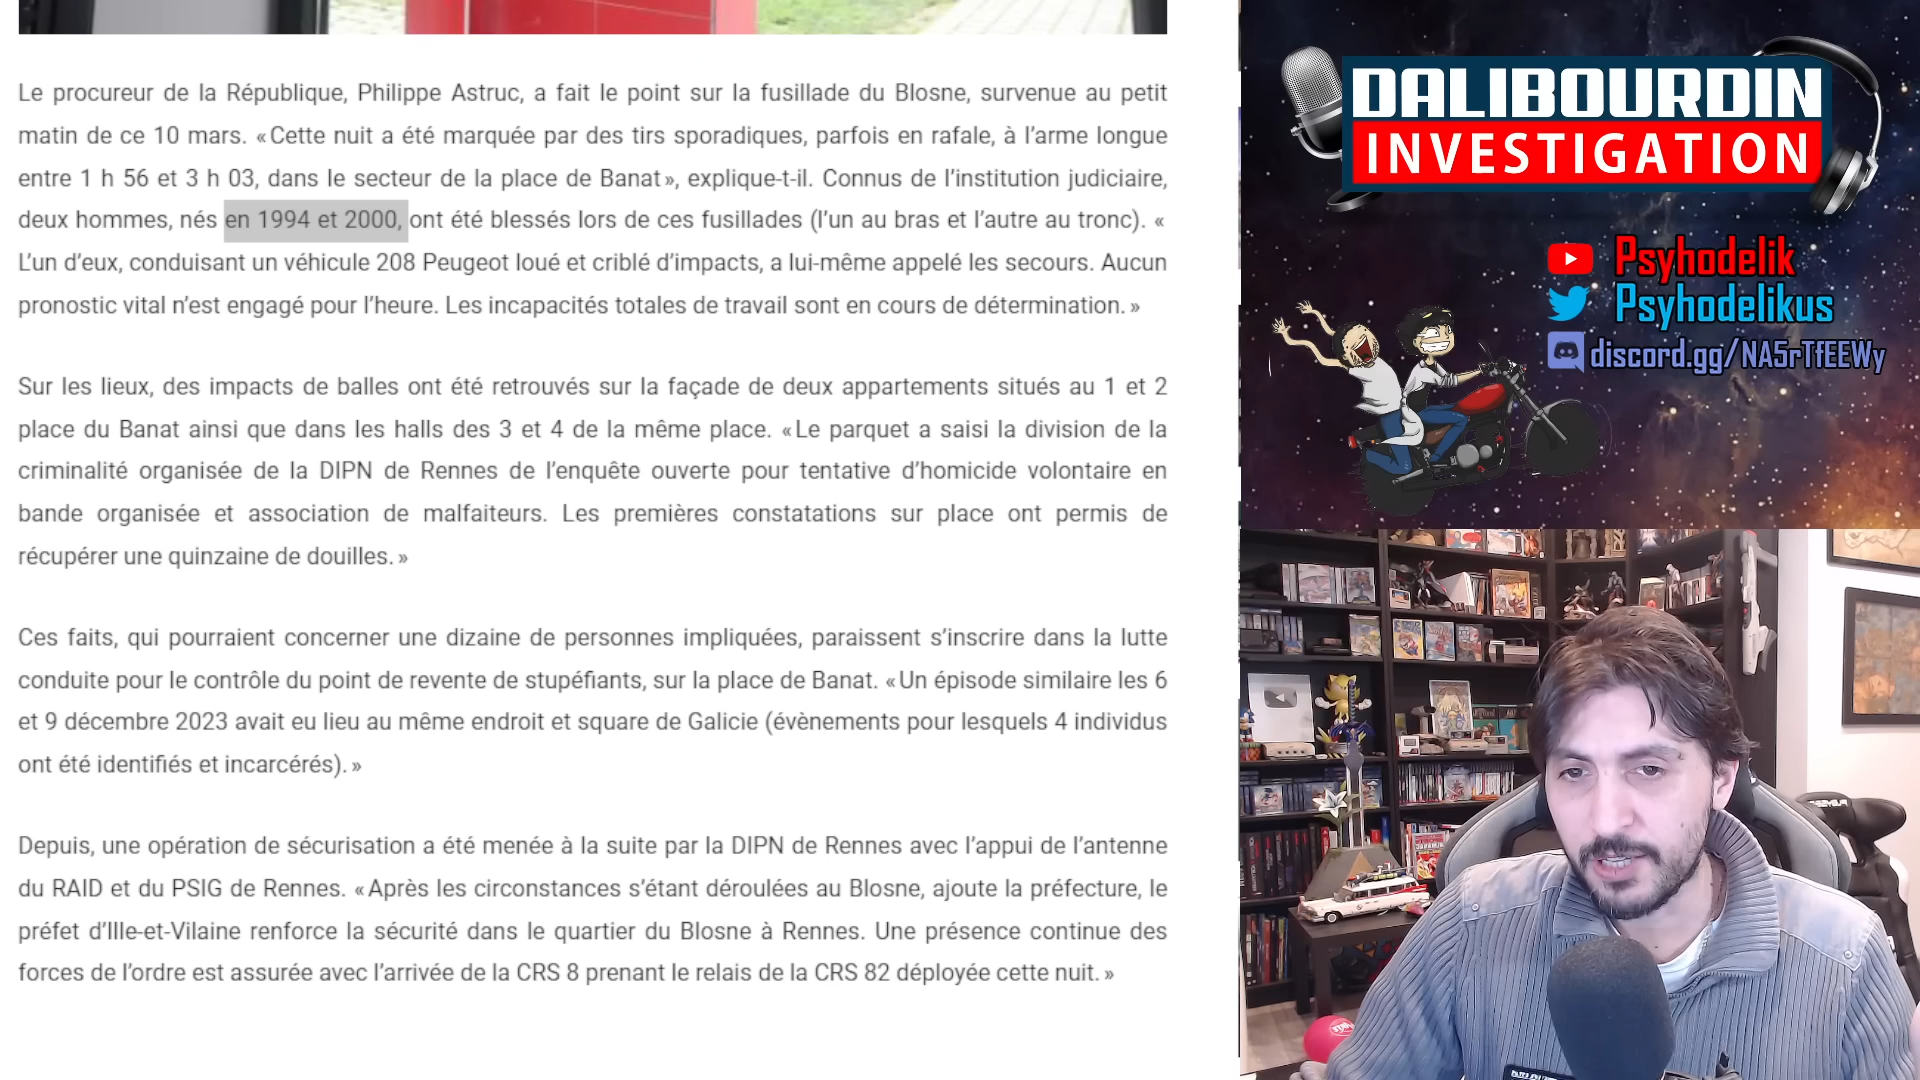 Le procureur de la République, Philippe Astruc, a fait le point sur la fusillade du Blosne, survenue au petit
matin de ce 10 mars. « Cette nuit a été marquée par des tirs sporadiques, parfois en rafale, à l’arme longue
entre 1 h 56 et 3 h 03, dans le secteur de la place de Banat », explique-t-il. Connus de l’institution judiciaire,
deux hommes, nés en 1994 et 2000, ont été blessés lors de ces fusillades (l’un au bras et l’autre au tronc). «
L’un d’eux, conduisant un véhicule 208 Peugeot loué et criblé d’impacts, a lui-même appelé les secours. Aucun
pronostic vital n’est engagé pour l’heure. Les incapacités totales de travail sont en cours de détermination. »
Sur les lieux, des impacts de balles ont été retrouvés sur la façade de deux appartements situés au 1 et 2
place du Banat ainsi que dans les halls des 3 et 4 de la même place. « Le parquet a saisi la division de la
criminalité organisée de la DIPN de Rennes de l’enquête ouverte pour tentative d’homicide volontaire en
bande organisée et association de malfaiteurs. Les premières constatations sur place ont permis de
récupérer une quinzaine de douilles. »
Ces faits, qui pourraient concerner une dizaine de personnes impliquées, paraissent s’inscrire dans la lutte
conduite pour le contrôle du point de revente de stupéfiants, sur la place de Banat. « Un épisode similaire les 6
et 9 décembre 2023 avait eu lieu au même endroit et square de Galicie (évènements pour lesquels 4 individus
ont été identifiés et incarcérés). »
Depuis, une opération de sécurisation a été menée à la suite par la DIPN de Rennes avec l’appui de l’antenne
du RAID et du PSIG de Rennes. « Après les circonstances s’étant déroulées au Blosne, ajoute la préfecture, le
préfet d’Ille-et-Vilaine renforce la sécurité dans le quartier du Blosne à Rennes. Une présence continue des
forces de l’ordre est assurée avec l’arrivée de la CRS 8 prenant le relais de la CRS 82 déployée cette nuit. »
DALIBOURDIN
INVESTIGATION
Psyhodelik
Psyhodelikus
discord.gg/NA5rTfEEWy